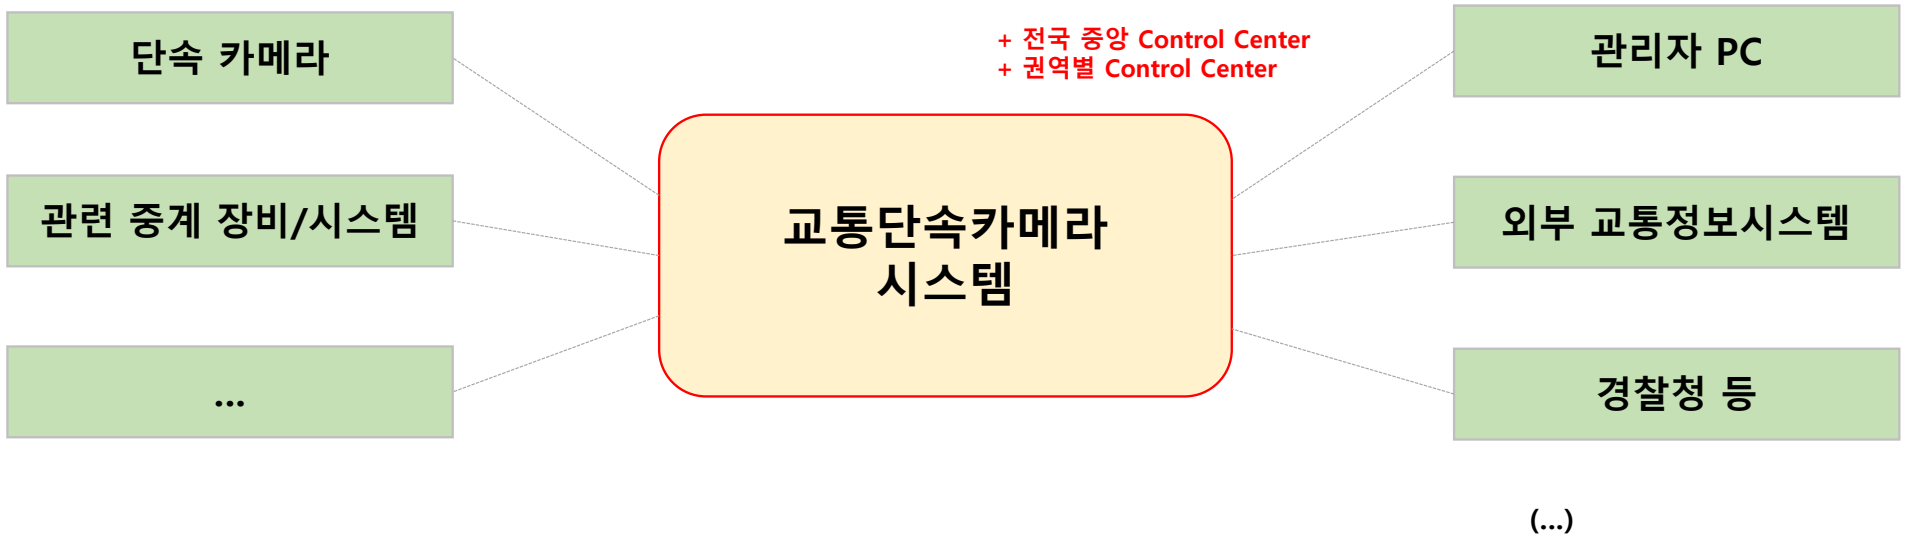 단속 카메라
관련 중계 장비/시스템
...
+ 전국 중앙 Control Center
+ 권역별 Control Center
교통단속카메라
시스템
관리자 PC
외부 교통정보시스템
경찰청 등
(...)